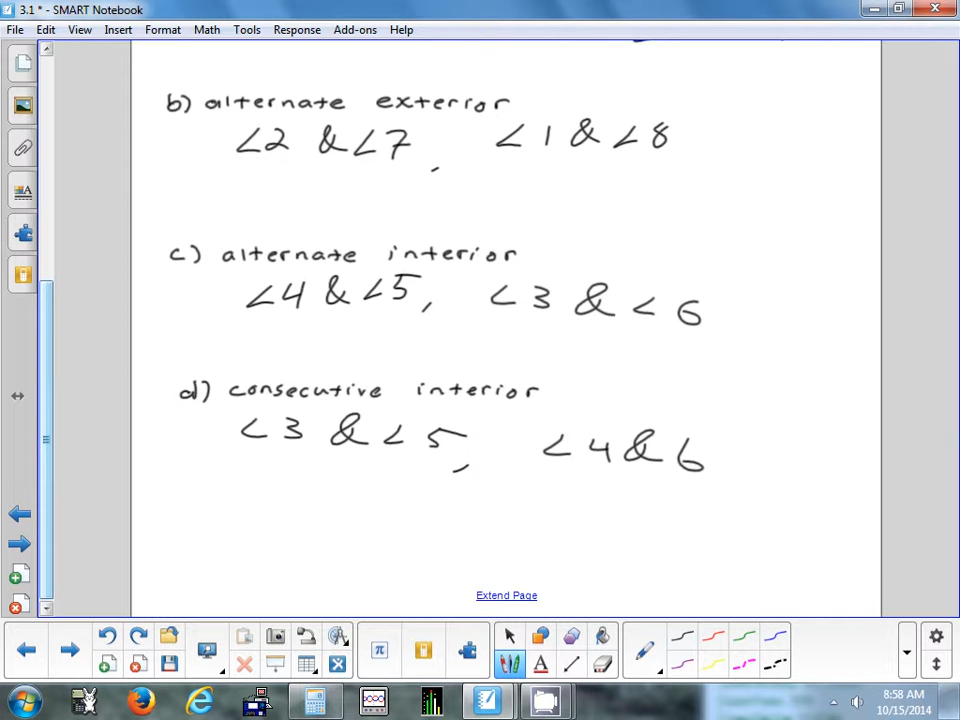 3.1 * - SMART Notebook
File Edit View Insert Format Math Tools Response Add-ons Help
b) alternate exterior
<2 & <7, <1 & <8
c) alternate interior
<4 & <5, <3 & < 6
d) consecutive interior
<3 & < 5, <4 & 6
Extend Page
8:58 AM
10/15/2014